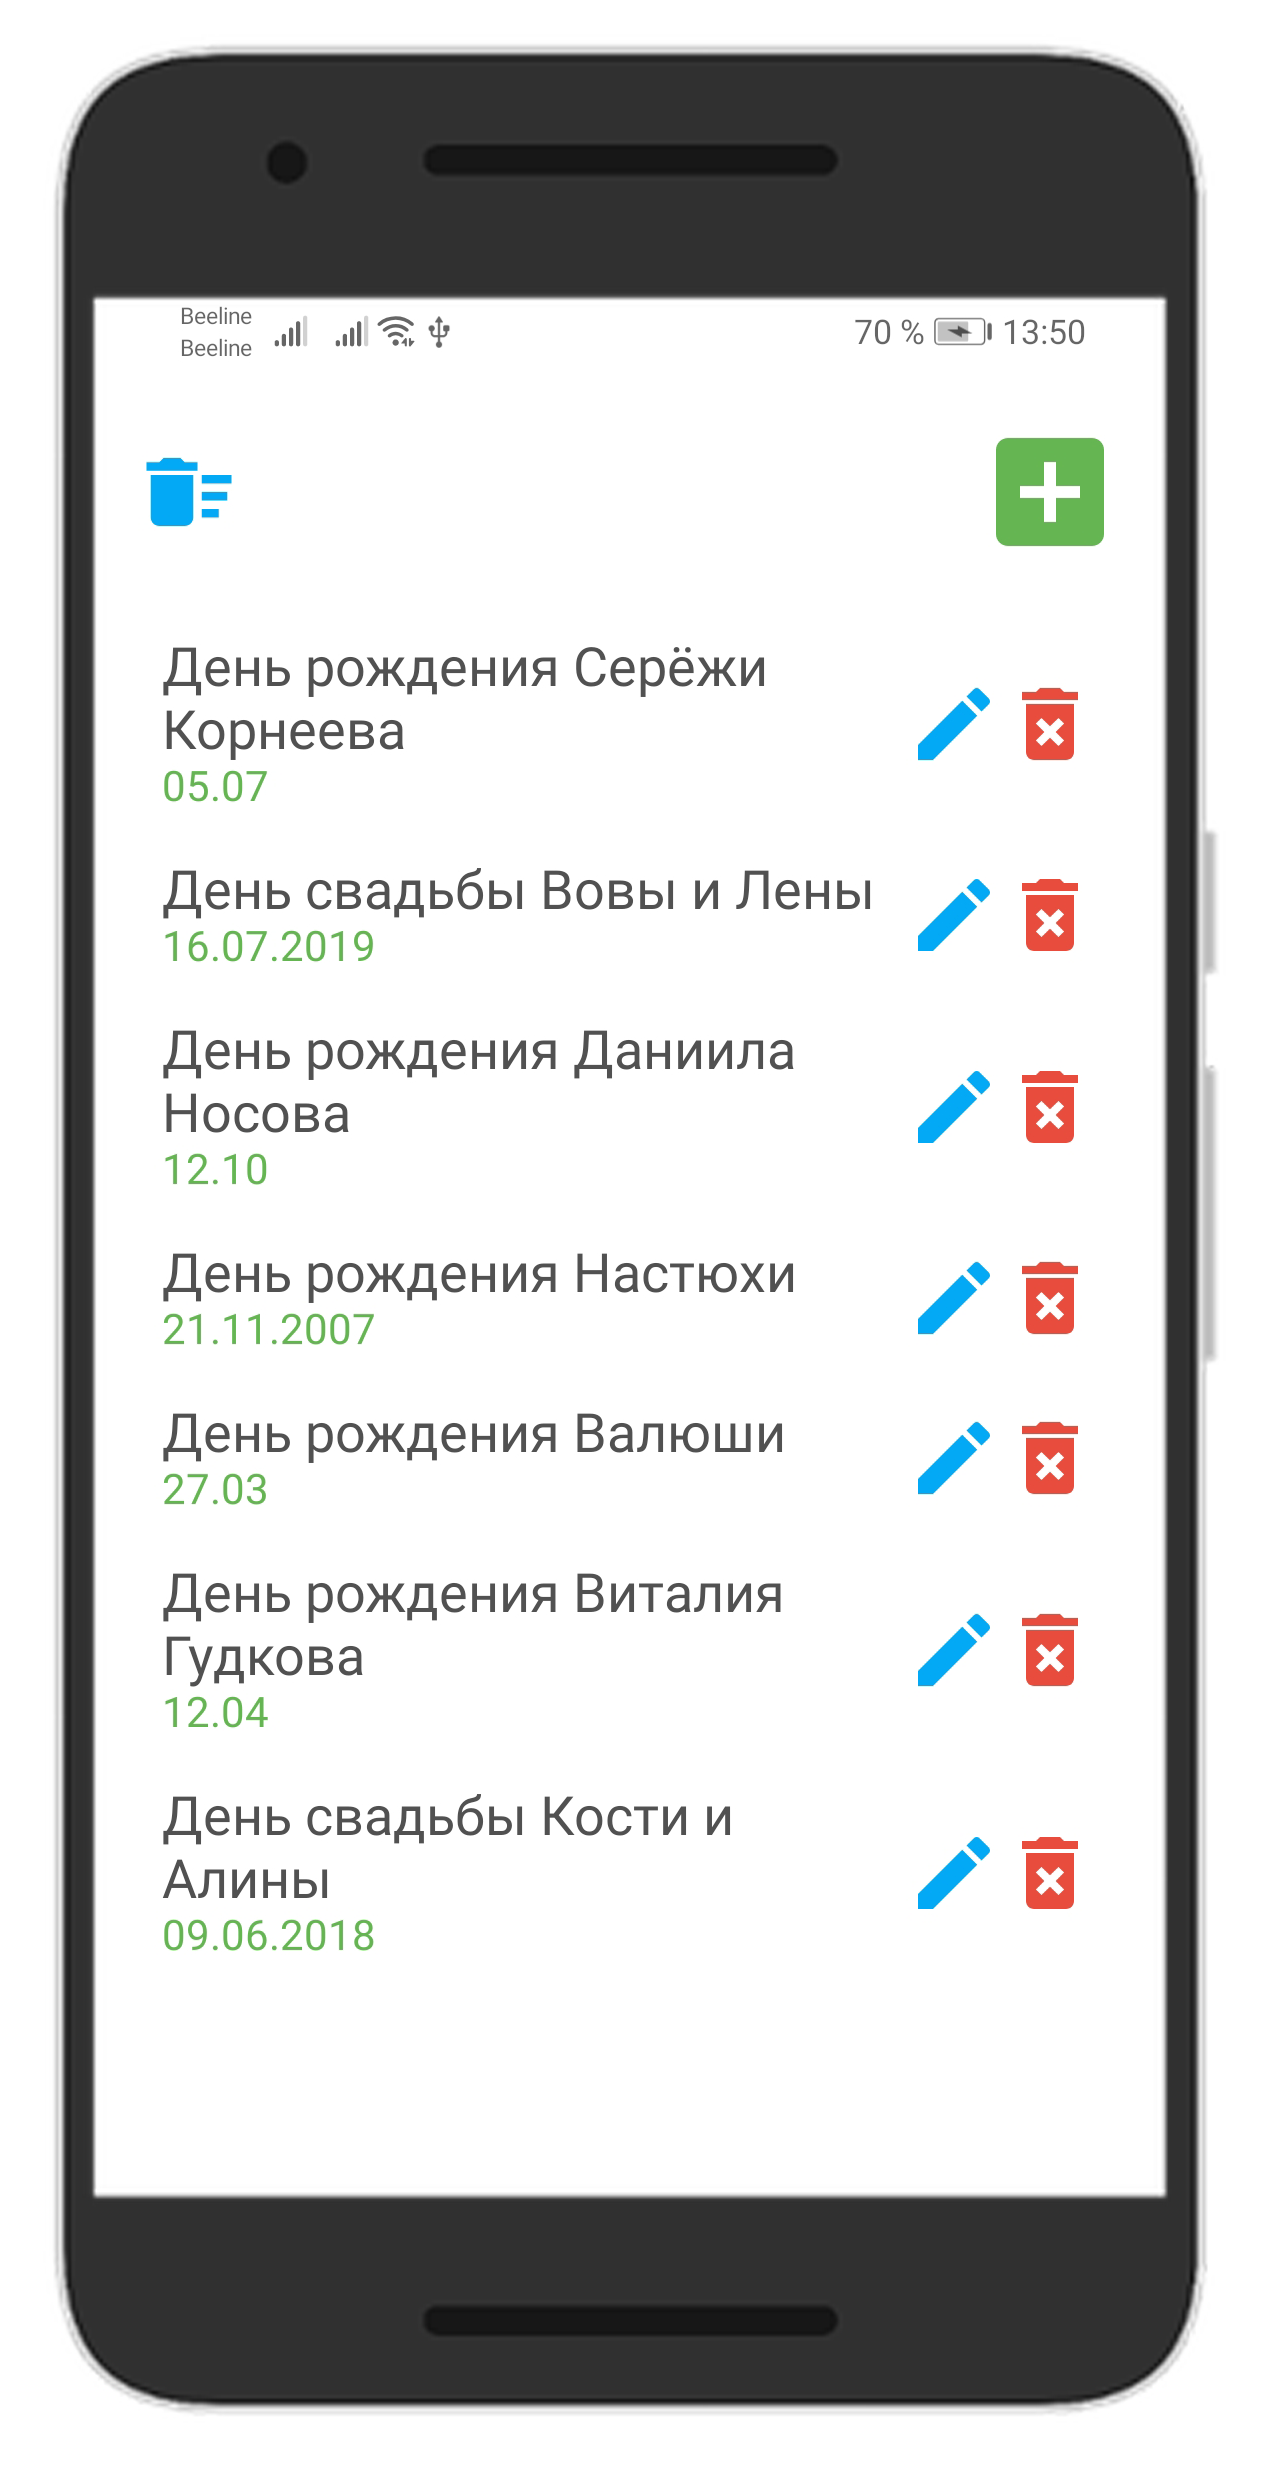 Beeline
Beeline
70 % 13:50
День рождения Серёжи
Корнеева
05.07
День свадьбы Вовы и Лены
16.07.2019
День рождения Даниила
Носова
12.10
День рождения Настюхи
21.11.2007
День рождения Валюши
27.03
День рождения Виталия
Гудкова
12.04
День свадьбы Кости и
Алины
09.06.2018